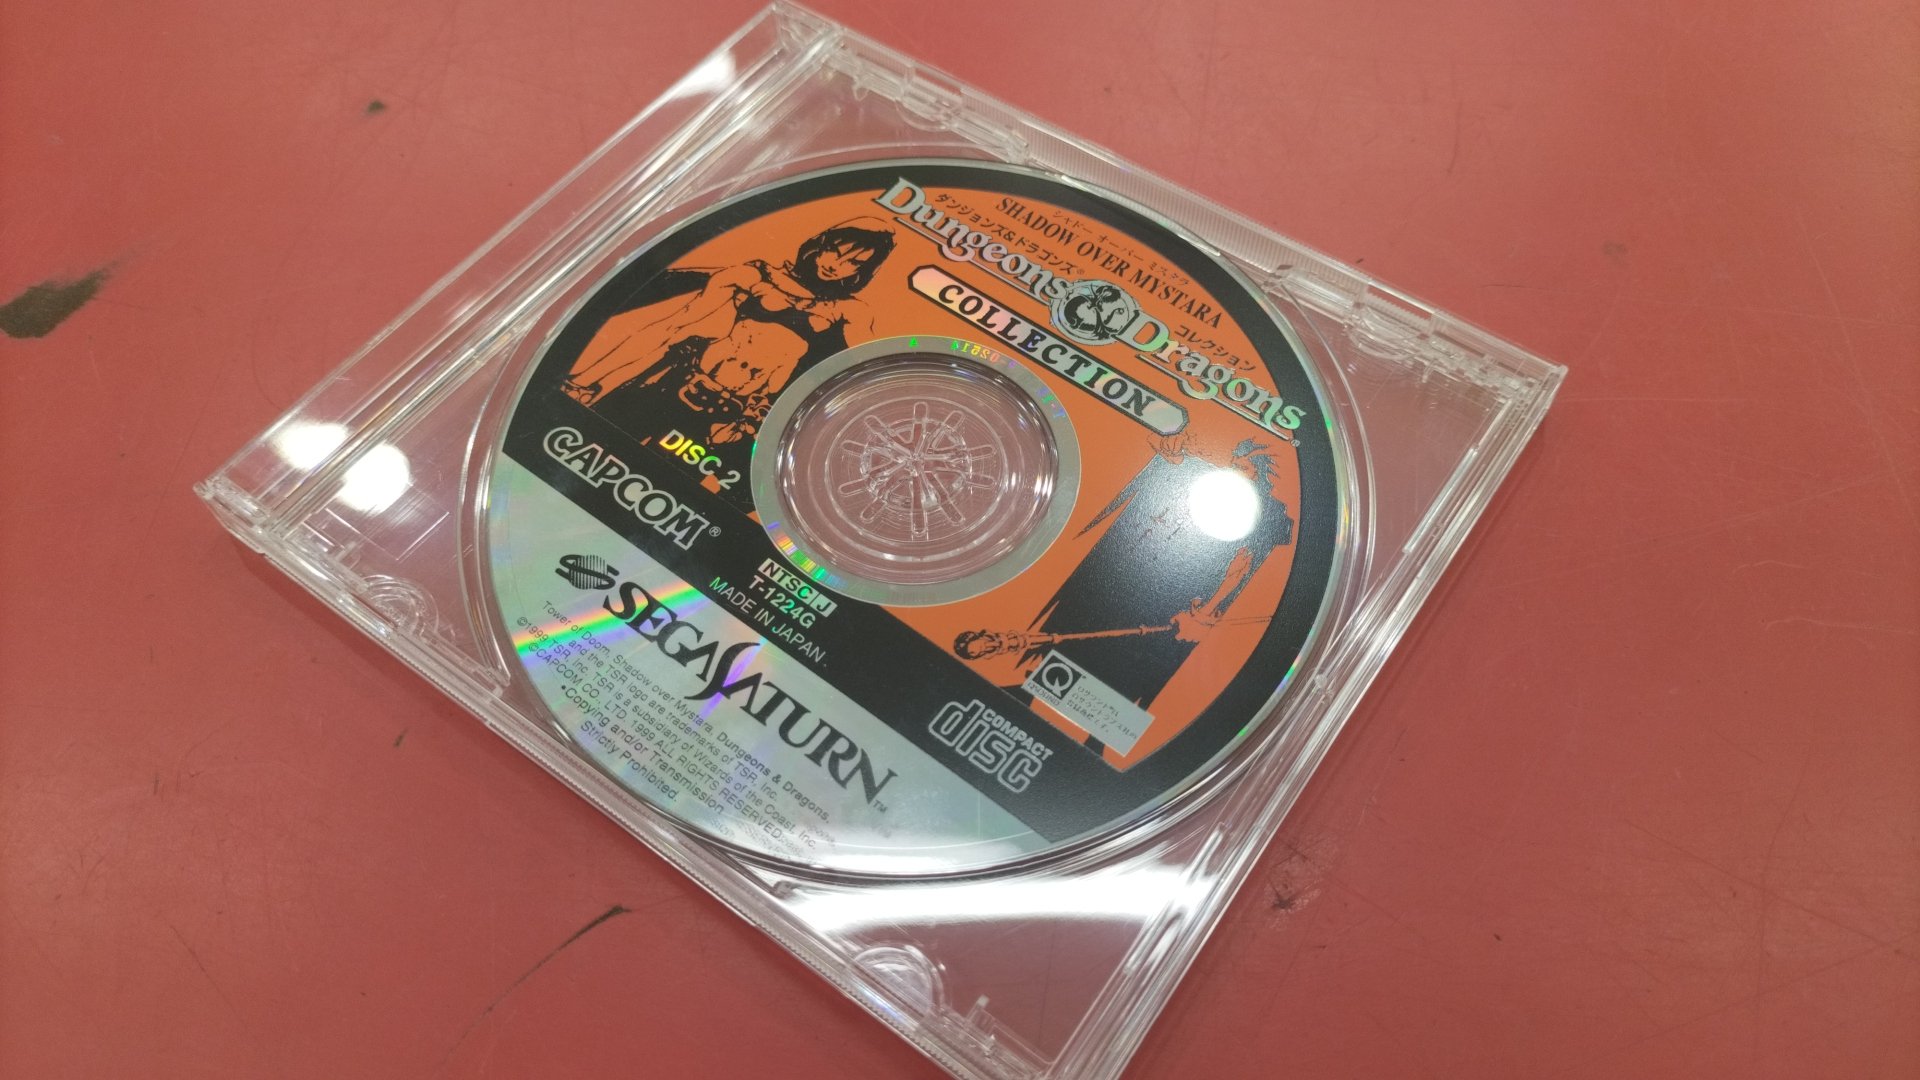 シャドー オーバー ミスタラ
SHADOW OVER MYSTARA
ダンジョンズ&ドラゴンズ®
Dungeons & Dragons®
コレクション
COLLECTION
DISC 2
CAPCOM®
NTSC J
T-1224G
MADE IN JAPAN.
SEGA SATURN™
COMPACT
disc
Q
QSOUND
Tower of Doom, Shadow over Mystara, Dungeons & Dragons,
and the TSR logo are trademarks of TSR, Inc.
©1999 TSR, Inc. TSR is a subsidiary of Wizards of the Coast, Inc.
©CAPCOM CO., LTD. 1999 ALL RIGHTS RESERVED.
•Copying and/or Transmission
Strictly Prohibited.